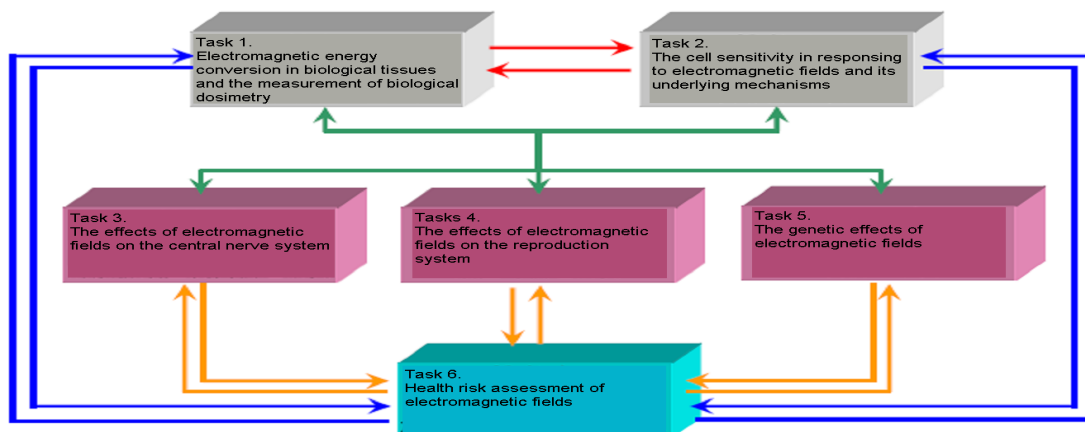 Task 1.
Electromagnetic energy
conversion in biological tissues
and the measurement of biological
dosimetry
Task 2.
The cell sensitivity in responsing
to electromagnetic fields and its
underlying mechanisms
Task 3.
The effects of electromagnetic
fields on the central nerve system
Tasks 4.
The effects of electromagnetic
fields on the reproduction
system
Task 5.
The genetic effects of
electromagnetic fields
Task 6.
Health risk assessment of
electromagnetic fields